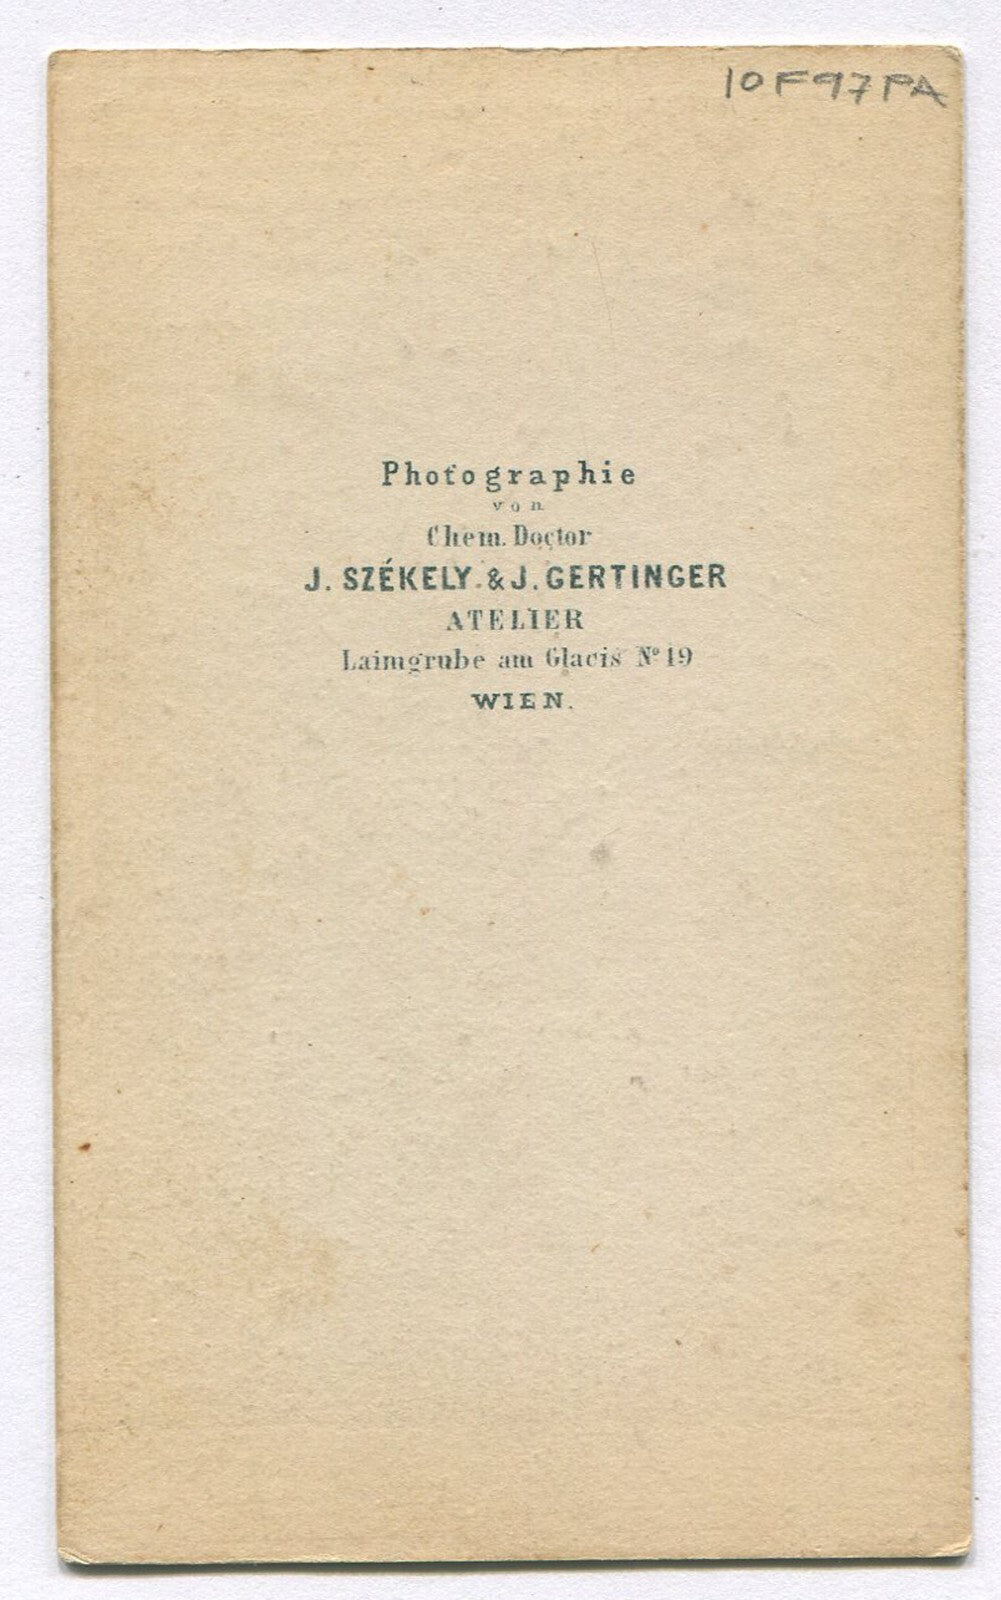 10F97PA
Photographie
von
Chem. Doctor
J. SZÉKELY. & J. GERTINGER
ATELIER
Laimgrube am Glacis Nº 19
WIEN.